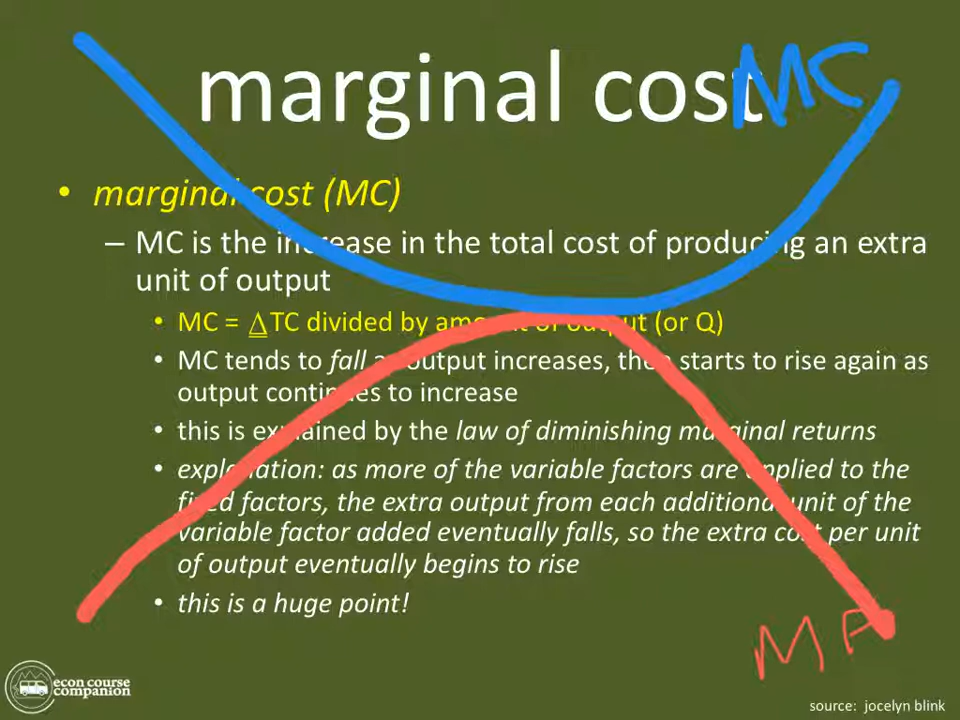 marginal cost
MC
• marginal cost (MC)
– MC is the increase in the total cost of producing an extra
unit of output
• MC = Δ TC divided by amount of output (or Q)
• MC tends to fall as output increases, then starts to rise again as
output continues to increase
• this is explained by the law of diminishing marginal returns
• explanation: as more of the variable factors are applied to the
fixed factors, the extra output from each additional unit of the
variable factor added eventually falls, so the extra cost per unit
of output eventually begins to rise
• this is a huge point!
MP
econ course
companion
source: jocelyn blink